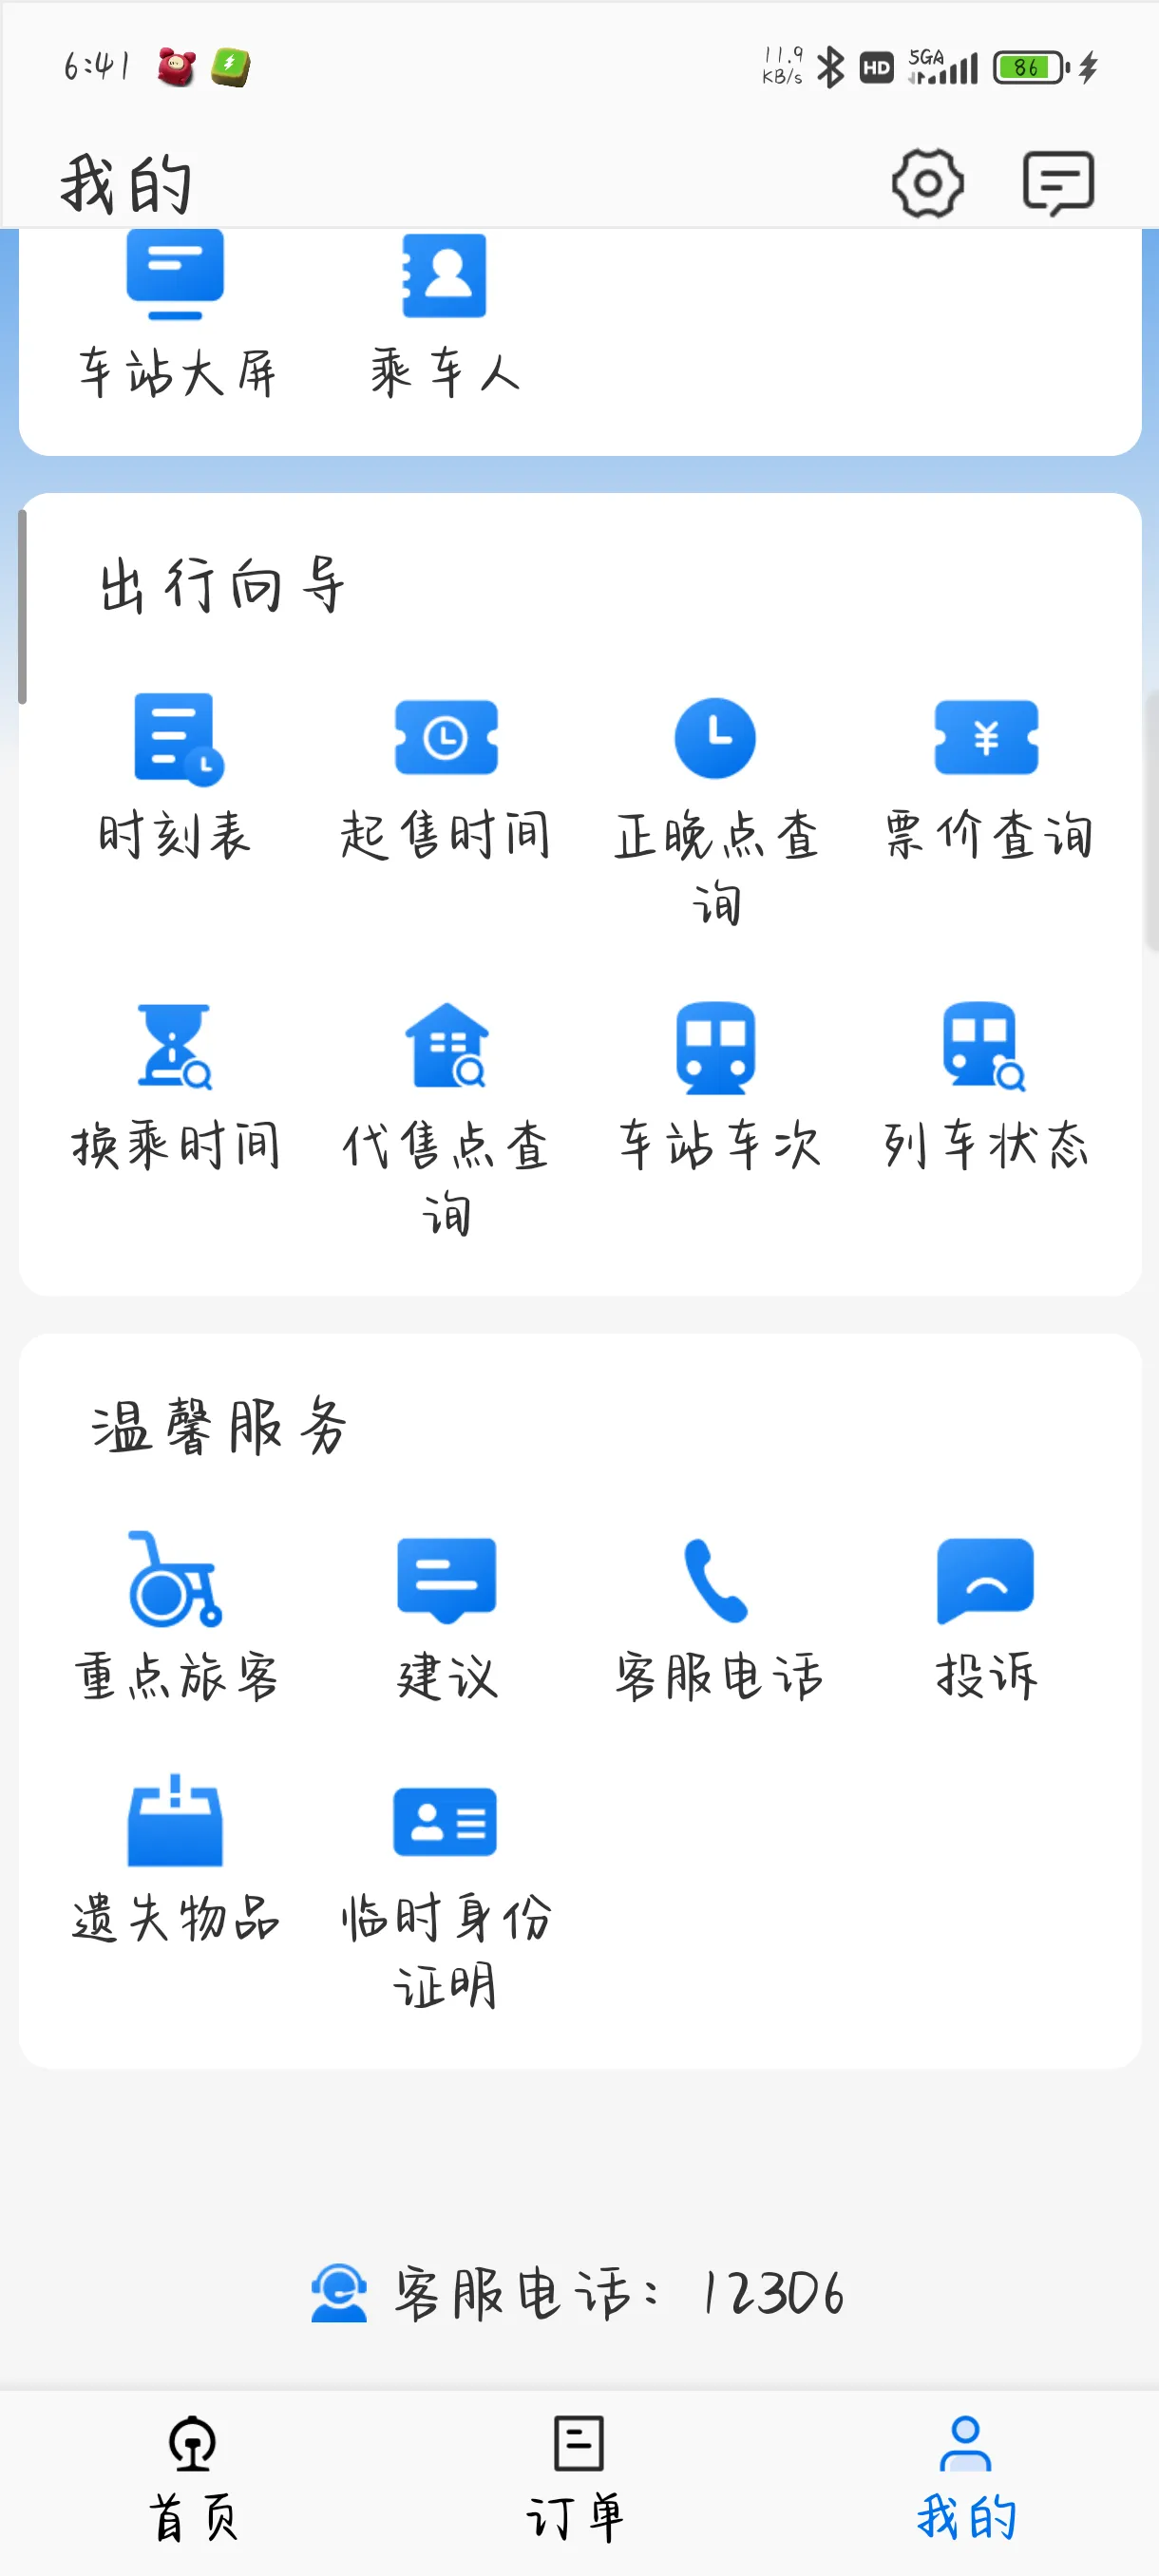 6:41 11.9 KB/s HD 5GA 86
我的
车站大屏 乘车人
出行向导
时刻表 起售时间 正晚点查询 票价查询
换乘时间 代售点查询 车站车次 列车状态
温馨服务
重点旅客 建议 客服电话 投诉
遗失物品 临时身份证明
客服电话：12306
首页 订单 我的